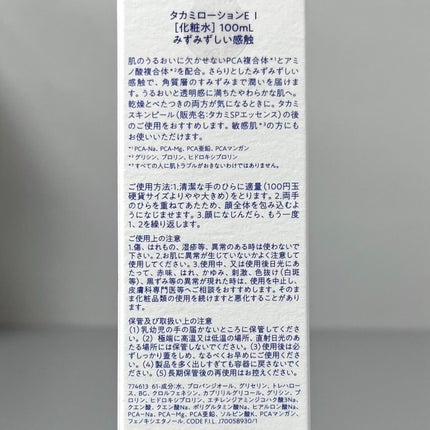 タカミローションE I
[化粧水] 100mL
みずみずしい感触
肌のうるおいに欠かせないPCA複合体*¹とアミ
ノ酸複合体*²を配合。さらりとしたみずみずしい
感触で、角質層のすみずみまで潤いを届けま
す。うるおいと透明感に満ちたやわらかな肌へ。
乾燥とべたつきの両方が気になるときに。タカミ
スキンピール(販売名:タカミSPエッセンス)の後
のご使用をおすすめします。敏感肌*³の方にも
お使いいただけます。
*¹ PCA-Na、PCA-Mg、PCA亜鉛、PCAマンガン
*² グリシン、プロリン、ヒドロキシプロリン
*³ すべての人に肌トラブルがおきないわけではありません。
ご使用方法:1.清潔な手のひらに適量(100円玉
硬貨サイズよりやや大きめ)をとります。2.両手
のひらを重ねてあたため、顔全体を包み込むよ
うになじませます。3.顔になじんだら、もう一度
1、2を繰り返します。
ご使用上の注意
1.傷、はれもの、湿疹等、異常のある時は使わないで
下さい。2.お肌に異常が生じていないかよく注意して
使用してください。3.使用中、又は使用後日光にあ
たって、赤味、はれ、かゆみ、刺激、色抜け(白斑
等)、黒ずみ等の異常が現れた時は、使用を中止し、
皮膚科専門医等へご相談をおすすめします。そのま
ま化粧品類の使用を続けますと悪化することがあり
ます。
保管及び取扱い上の注意
(1)乳幼児の手の届かないところに保管してくださ
い。(2) 極端に高温又は低温の場所、直射日光のあ
たる場所には保管しないでください。(3)使用後は必
ずしっかり蓋をしめ、なるべくお早めにご使用くださ
い。(4)製品を多く出しすぎても容器に戻さないでく
ださい。(5)長期保管後の再使用はお控えください。
774613 61-成分:水、プロパンジオール、グリセリン、トレハロー
ス、BG、クロルフェネシン、カプリリルグリコール、グリシン、プロ
リン、ヒドロキシプロリン、エチレンジアミンジコハク酸3Na、
クエン酸、クエン酸Na、ポリグルタミン酸Na、ヒアルロン酸Na、
PCA-Na、PCA-Mg、PCA亜鉛、ソルビン酸K、PCAマンガン、
フェノキシエタノール、CODE F.I.L. J70058930/1